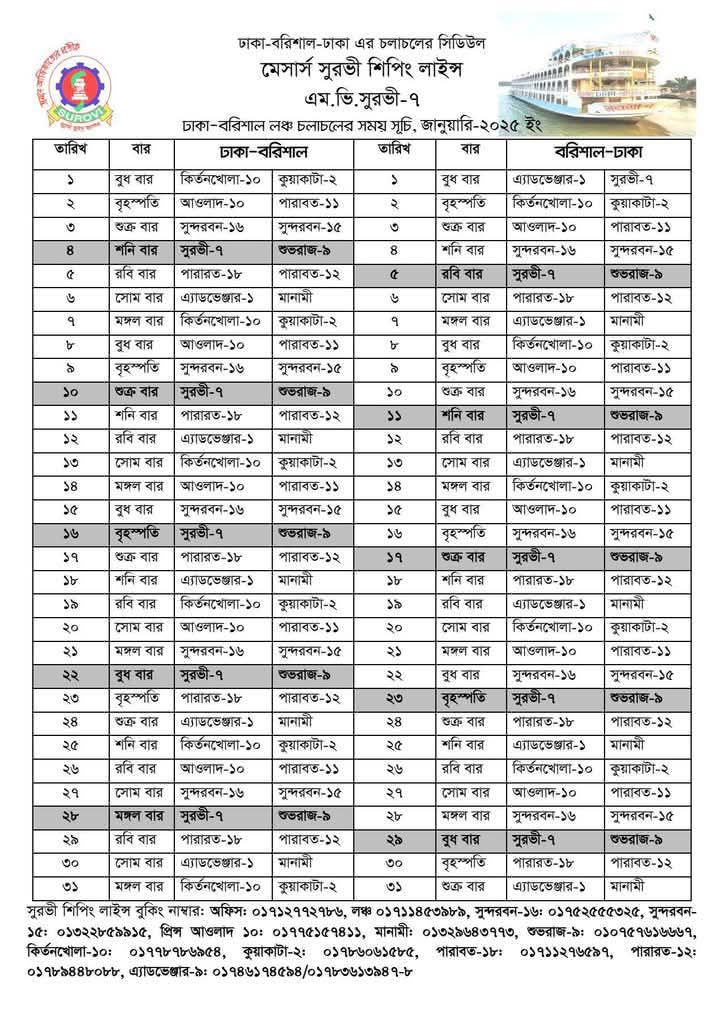 ঢাকা-বরিশাল-ঢাকা এর চলাচলের সিডিউল
মেসার্স সুরভী শিপিং লাইন্স
এম.ভি.সুরভী-৭
SUROVI
ঢাকা-বরিশাল লঞ্চ চলাচলের সময় সূচি, জানুয়ারি-২০২৫ ইং
তারিখ বার ঢাকা-বরিশাল তারিখ বার বরিশাল-ঢাকা
১ বুধ বার কির্তনখোলা-১০ কুয়াকাটা-২ ১ বুধ বার এ্যাডভেঞ্জার-১ সুরভী-৭
২ বৃহস্পতি আওলাদ-১০ পারাবত-১১ ২ বৃহস্পতি কির্তনখোলা-১০ কুয়াকাটা-২
৩ শুক্র বার সুন্দরবন-১৬ সুন্দরবন-১৫ ৩ শুক্র বার আওলাদ-১০ পারাবত-১১
৪ শনি বার সুরভী-৭ শুভরাজ-৯ ৪ শনি বার সুন্দরবন-১৬ সুন্দরবন-১৫
৫ রবি বার পারারত-১৮ পারাবত-১২ ৫ রবি বার সুরভী-৭ শুভরাজ-৯
৬ সোম বার এ্যাডভেঞ্জার-১ মানামী ৬ সোম বার পারারত-১৮ পারাবত-১২
৭ মঙ্গল বার কির্তনখোলা-১০ কুয়াকাটা-২ ৭ মঙ্গল বার এ্যাডভেঞ্জার-১ মানামী
৮ বুধ বার আওলাদ-১০ পারাবত-১১ ৮ বুধ বার কির্তনখোলা-১০ কুয়াকাটা-২
৯ বৃহস্পতি সুন্দরবন-১৬ সুন্দরবন-১৫ ৯ বৃহস্পতি আওলাদ-১০ পারাবত-১১
১০ শুক্র বার সুরভী-৭ শুভরাজ-৯ ১০ শুক্র বার সুন্দরবন-১৬ সুন্দরবন-১৫
১১ শনি বার পারারত-১৮ পারাবত-১২ ১১ শনি বার সুরভী-৭ শুভরাজ-৯
১২ রবি বার এ্যাডভেঞ্জার-১ মানামী ১২ রবি বার পারারত-১৮ পারাবত-১২
১৩ সোম বার কির্তনখোলা-১০ কুয়াকাটা-২ ১৩ সোম বার এ্যাডভেঞ্জার-১ মানামী
১৪ মঙ্গল বার আওলাদ-১০ পারাবত-১১ ১৪ মঙ্গল বার কির্তনখোলা-১০ কুয়াকাটা-২
১৫ বুধ বার সুন্দরবন-১৬ সুন্দরবন-১৫ ১৫ বুধ বার আওলাদ-১০ পারাবত-১১
১৬ বৃহস্পতি সুরভী-৭ শুভরাজ-৯ ১৬ বৃহস্পতি সুন্দরবন-১৬ সুন্দরবন-১৫
১৭ শুক্র বার পারারত-১৮ পারাবত-১২ ১৭ শুক্র বার সুরভী-৭ শুভরাজ-৯
১৮ শনি বার এ্যাডভেঞ্জার-১ মানামী ১৮ শনি বার পারারত-১৮ পারাবত-১২
১৯ রবি বার কির্তনখোলা-১০ কুয়াকাটা-২ ১৯ রবি বার এ্যাডভেঞ্জার-১ মানামী
২০ সোম বার আওলাদ-১০ পারাবত-১১ ২০ সোম বার কির্তনখোলা-১০ কুয়াকাটা-২
২১ মঙ্গল বার সুন্দরবন-১৬ সুন্দরবন-১৫ ২১ মঙ্গল বার আওলাদ-১০ পারাবত-১১
২২ বুধ বার সুরভী-৭ শুভরাজ-৯ ২২ বুধ বার সুন্দরবন-১৬ সুন্দরবন-১৫
২৩ বৃহস্পতি পারারত-১৮ পারাবত-১২ ২৩ বৃহস্পতি সুরভী-৭ শুভরাজ-৯
২৪ শুক্র বার এ্যাডভেঞ্জার-১ মানামী ২৪ শুক্র বার পারারত-১৮ পারাবত-১২
২৫ শনি বার কির্তনখোলা-১০ কুয়াকাটা-২ ২৫ শনি বার এ্যাডভেঞ্জার-১ মানামী
২৬ রবি বার আওলাদ-১০ পারাবত-১১ ২৬ রবি বার কির্তনখোলা-১০ কুয়াকাটা-২
২৭ সোম বার সুন্দরবন-১৬ সুন্দরবন-১৫ ২৭ সোম বার আওলাদ-১০ পারাবত-১১
২৮ মঙ্গল বার সুরভী-৭ শুভরাজ-৯ ২৮ মঙ্গল বার সুন্দরবন-১৬ সুন্দরবন-১৫
২৯ রবি বার পারারত-১৮ পারাবত-১২ ২৯ বুধ বার সুরভী-৭ শুভরাজ-৯
৩০ সোম বার এ্যাডভেঞ্জার-১ মানামী ৩০ বৃহস্পতি পারারত-১৮ পারাবত-১২
৩১ মঙ্গল বার কির্তনখোলা-১০ কুয়াকাটা-২ ৩১ শুক্র বার এ্যাডভেঞ্জার-১ মানামী
সুরভী শিপিং লাইন্স বুকিং নাম্বার: অফিস: ০১৭১২৭৭২৭৮৬, লঞ্চ ০১৭১১৪৫৩৯৮৯, সুন্দরবন-১৬: ০১৭৫২৫৫৫৩২৫, সুন্দরবন-
১৫: ০১৩২২৮৫৯৯১৫, প্রিন্স আওলাদ ১০: ০১৭৭৫১৫৭৪১১, মানামী: ০১৩২৯৬৪৩৭৭৩, শুভরাজ-৯: ০১০৭৫৭৬১৬৬৬৭,
কির্তনখোলা-১০: ০১৭৭৮৭৮৬৯৫৪, কুয়াকাটা-২: ০১৭৮৬০৬১৫৮৫, পারাবত-১৮: ০১৭১১২৭৬৫৯৭, পারারত-১২:
০১৭৮৯৪৪৮০৮৮, এ্যাডভেঞ্জার-৯: ০১৭৪৬১৭৪৫৯৪/০১৭৮৩৬১৩৯৪৭-৮